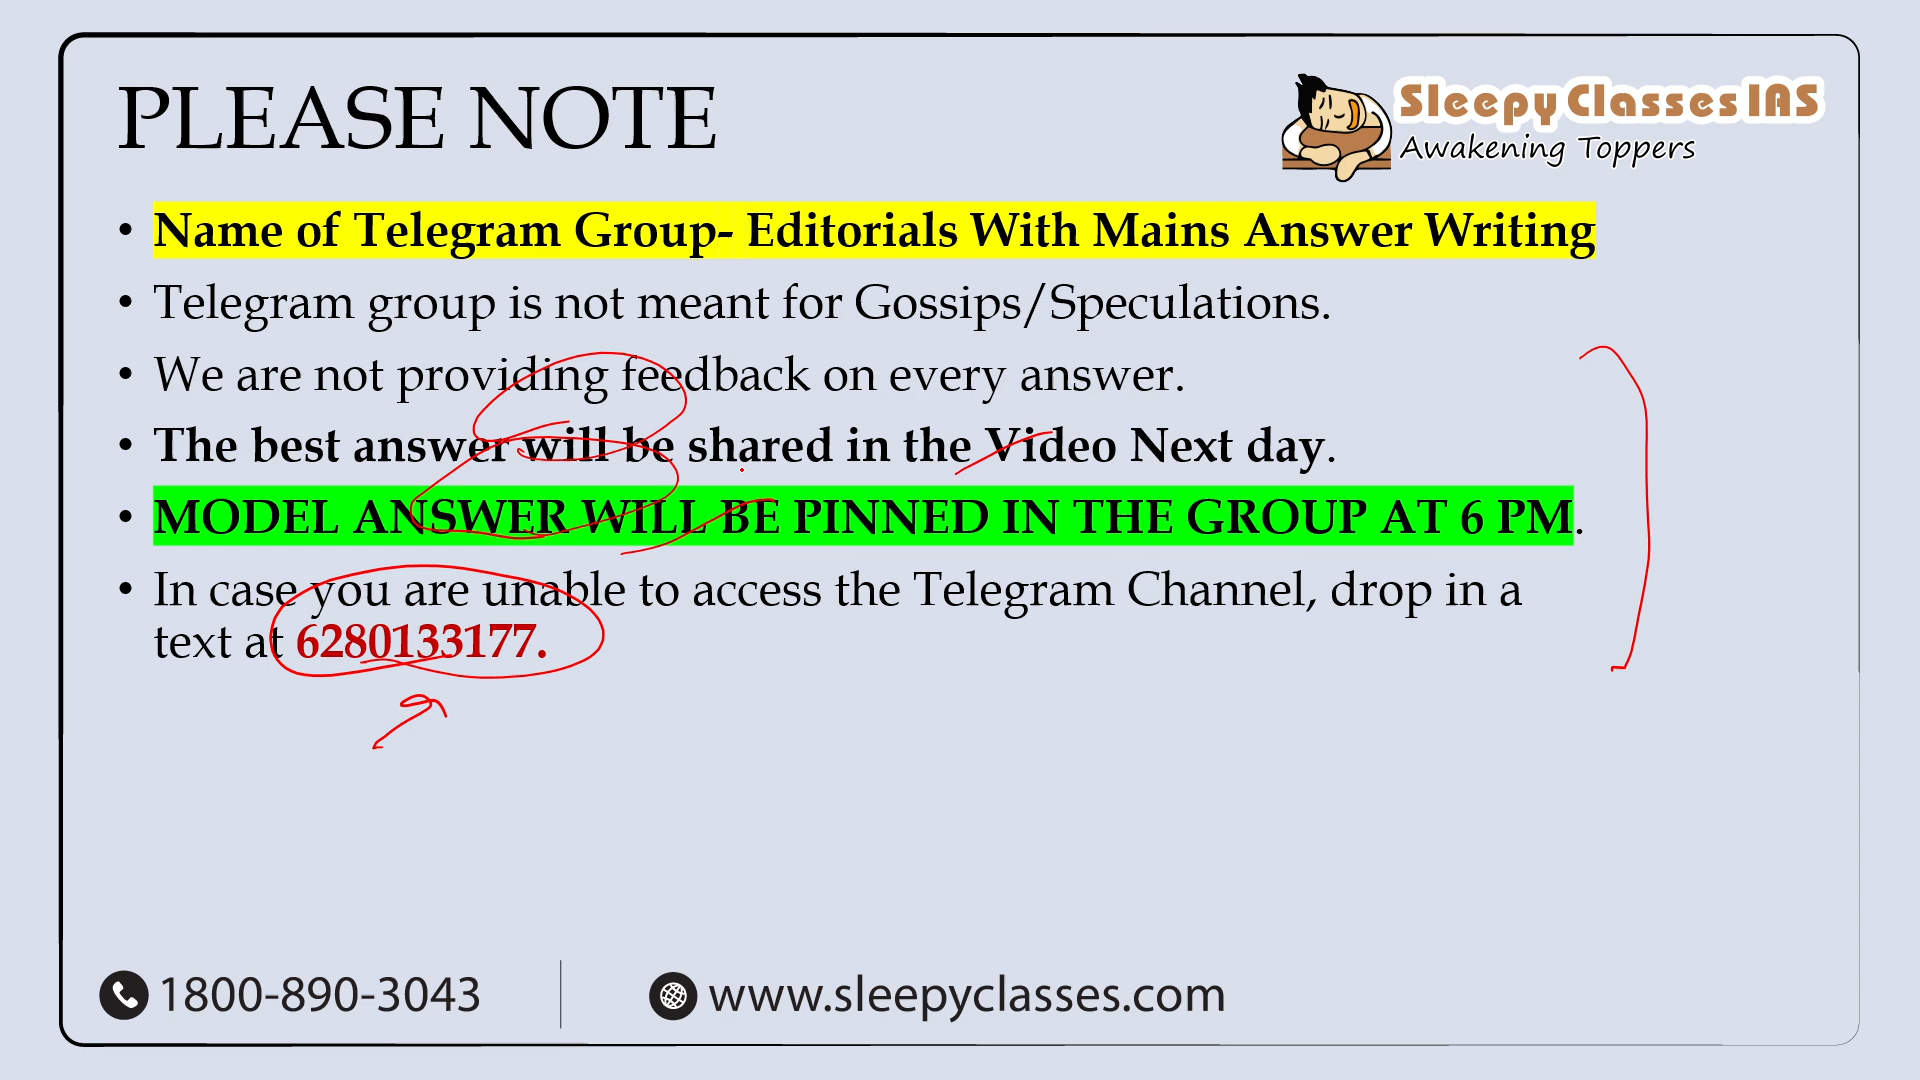 PLEASE NOTE
Sleepy Classes IAS
Awakening Toppers
• Name of Telegram Group- Editorials With Mains Answer Writing
• Telegram group is not meant for Gossips/Speculations.
• We are not providing feedback on every answer.
• The best answer will be shared in the Video Next day.
• MODEL ANSWER WILL BE PINNED IN THE GROUP AT 6 PM.
• In case you are unable to access the Telegram Channel, drop in a
text at 6280133177.
1800-890-3043
www.sleepyclasses.com